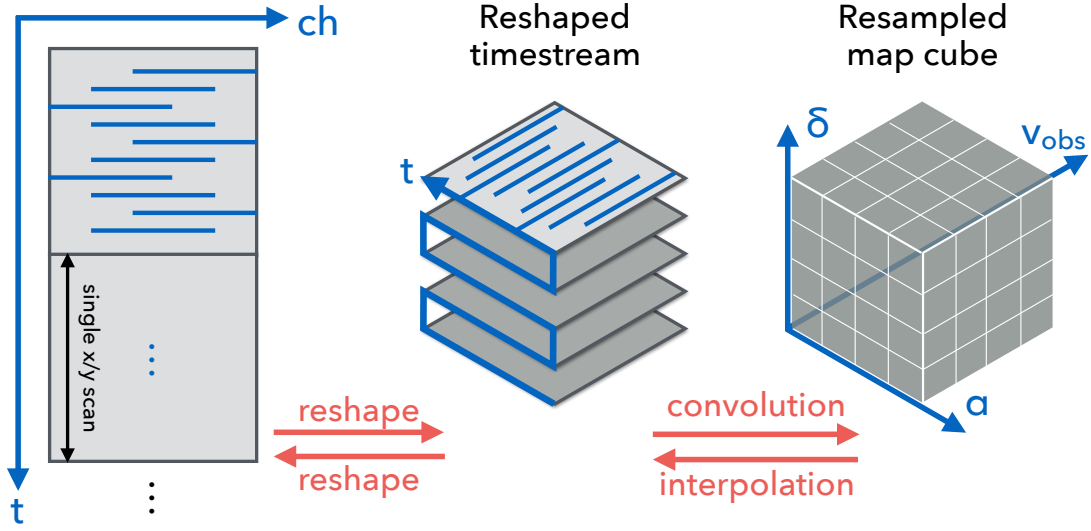 ch
single x/y scan
t
Reshaped
timestream
t
reshape
reshape
Resampled
map cube
δ
v_obs
α
convolution
interpolation